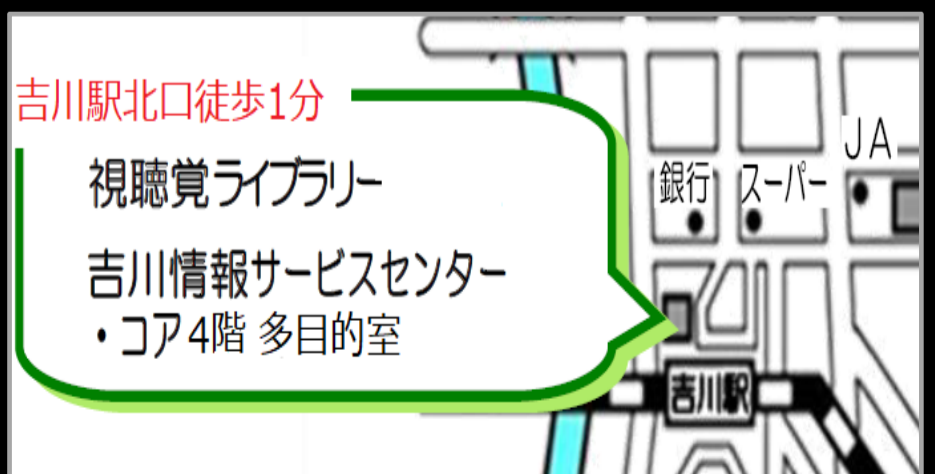 吉川駅北口徒歩1分
視聴覚ライブラリー
吉川情報サービスセンター
・コア4階 多目的室
JA
銀行
スーパー
吉川駅